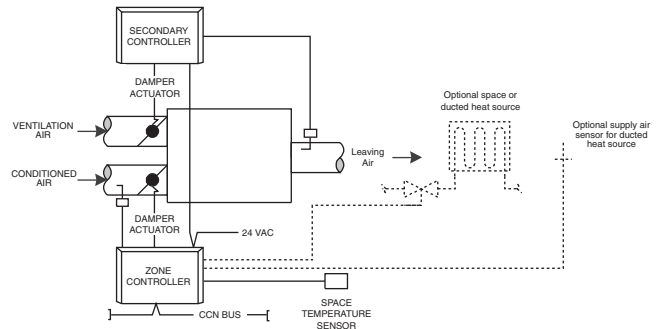 SECONDARY
CONTROLLER
DAMPER
ACTUATOR
VENTILATION
AIR
CONDITIONED
AIR
Leaving
Air
Optional space or
ducted heat source
Optional supply air
sensor for ducted
heat source
DAMPER
ACTUATOR
24 VAC
ZONE
CONTROLLER
SPACE
TEMPERATURE
SENSOR
CCN BUS